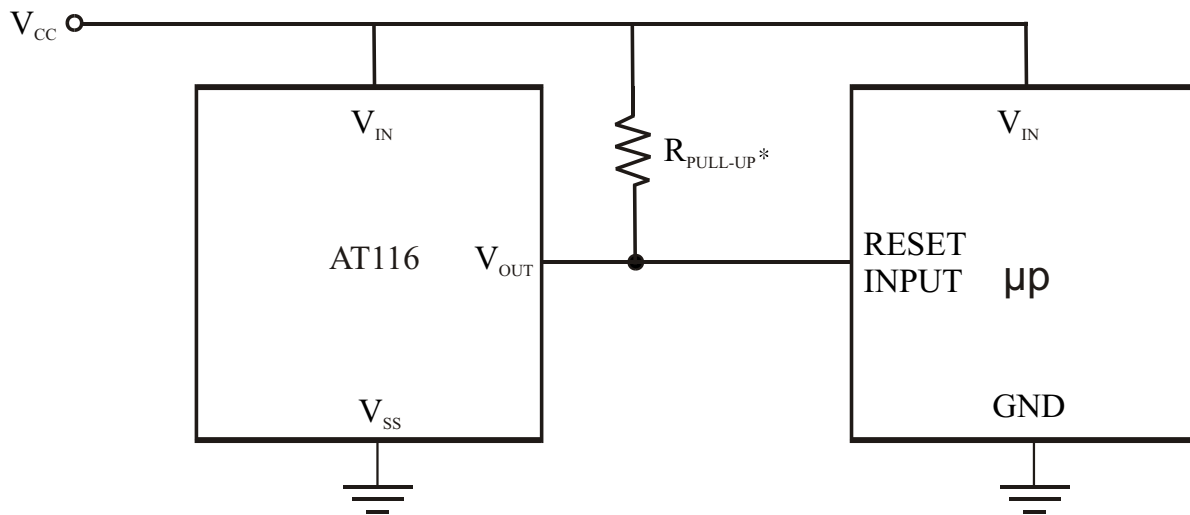 VCC
VIN
RPULL-UP*
VIN
AT116
VOUT
RESET
INPUT
µp
VSS
GND